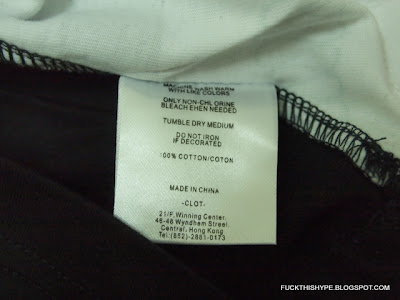 MACHINE WASH WARM
WITH LIKE COLORS
ONLY NON-CHLORINE
BLEACH EHEN NEEDED
TUMBLE DRY MEDIUM
DO NOT IRON
IF DECORATED
100% COTTON/COTON
MADE IN CHINA
-CLOT-
21/F.Winning Center.
46-48 Wyndham Street.
Central. Hong Kong
Tel:(852)-2881-0173
FUCKTHISHYPE.BLOGSPOT.COM